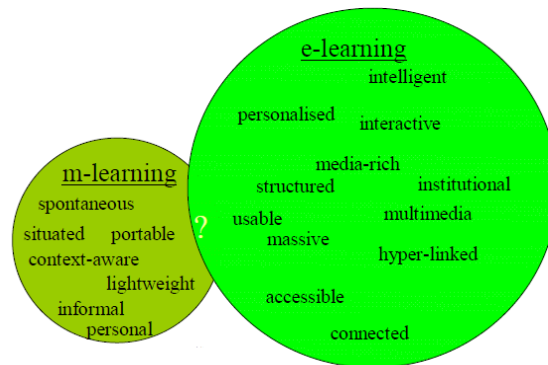 e-learning
intelligent
personalised
interactive
media-rich
structured
institutional
usable
multimedia
massive
hyper-linked
accessible
connected
m-learning
spontaneous
situated portable
context-aware
lightweight
informal
personal
?